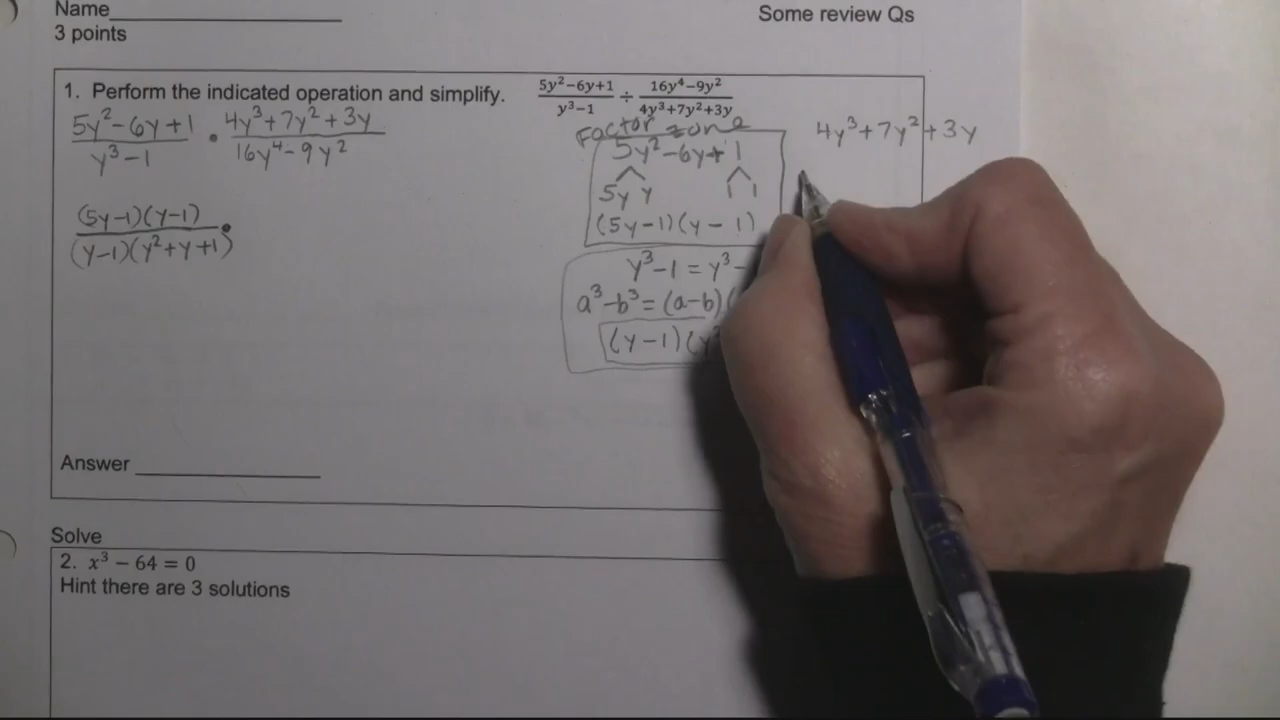 Name
Some review Qs
3 points
1. Perform the indicated operation and simplify. 5y²−6y+1 / y³−1 ÷ 16y⁴−9y² / 4y³+7y²+3y
5y²−6y+1 / y³−1 • 4y³+7y²+3y / 16y⁴−9y²
(5y−1)(y−1) / (y−1)(y²+y+1) •
Factor zone
5y²−6y+1
5y y 1 1
(5y−1)(y−1)
y³−1 = y³−
a³−b³ = (a−b)(
(y−1)(y²
4y³+7y²+3y
Answer
Solve
2. x³ − 64 = 0
Hint there are 3 solutions